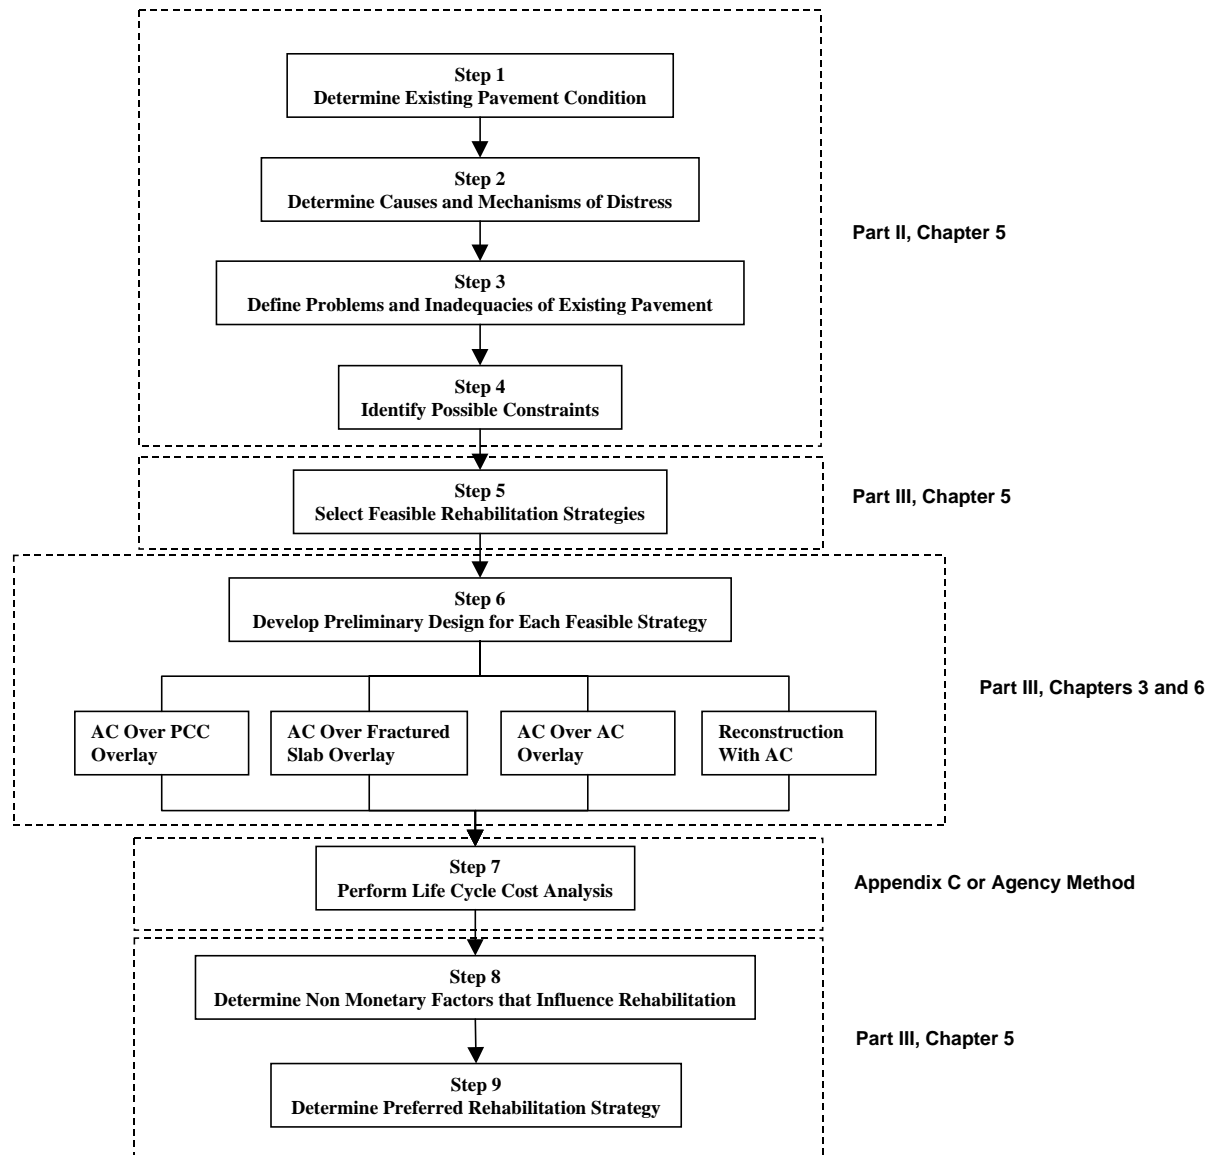 Step 1
Determine Existing Pavement Condition
Step 2
Determine Causes and Mechanisms of Distress
Part II, Chapter 5
Step 3
Define Problems and Inadequacies of Existing Pavement
Step 4
Identify Possible Constraints
Step 5
Select Feasible Rehabilitation Strategies
Part III, Chapter 5
Step 6
Develop Preliminary Design for Each Feasible Strategy
Part III, Chapters 3 and 6
AC Over PCC
Overlay
AC Over Fractured
Slab Overlay
AC Over AC
Overlay
Reconstruction
With AC
Step 7
Perform Life Cycle Cost Analysis
Appendix C or Agency Method
Step 8
Determine Non Monetary Factors that Influence Rehabilitation
Part III, Chapter 5
Step 9
Determine Preferred Rehabilitation Strategy